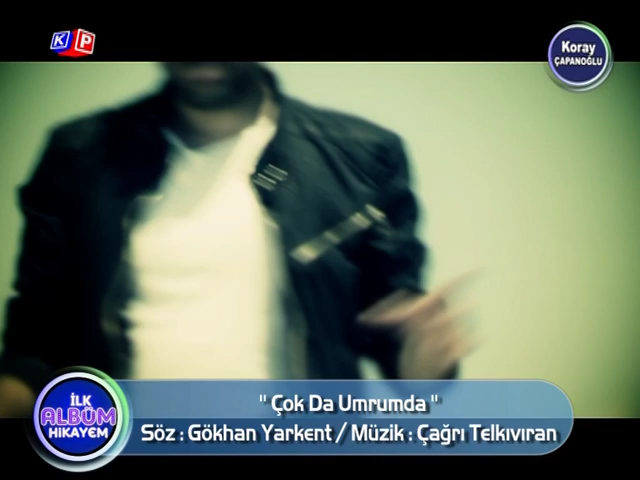 KP
Koray
ÇAPANOĞLU
" Çok Da Umrumda "
Söz : Gökhan Yarkent / Müzik : Çağrı Telkıvıran
İLK
ALBÜM
HİKAYEM